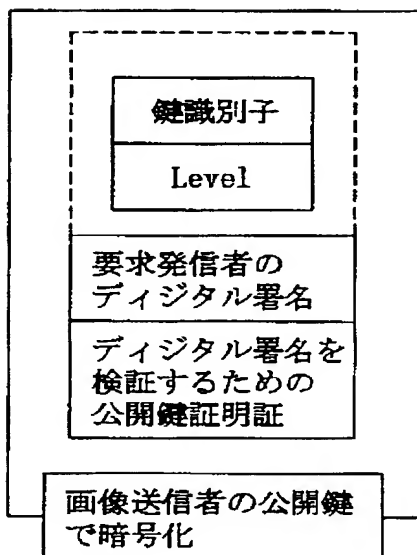 鍵識別子
Level
要求発信者の
ディジタル署名
ディジタル署名を
検証するための
公開鍵証明証
画像送信者の公開鍵
で暗号化